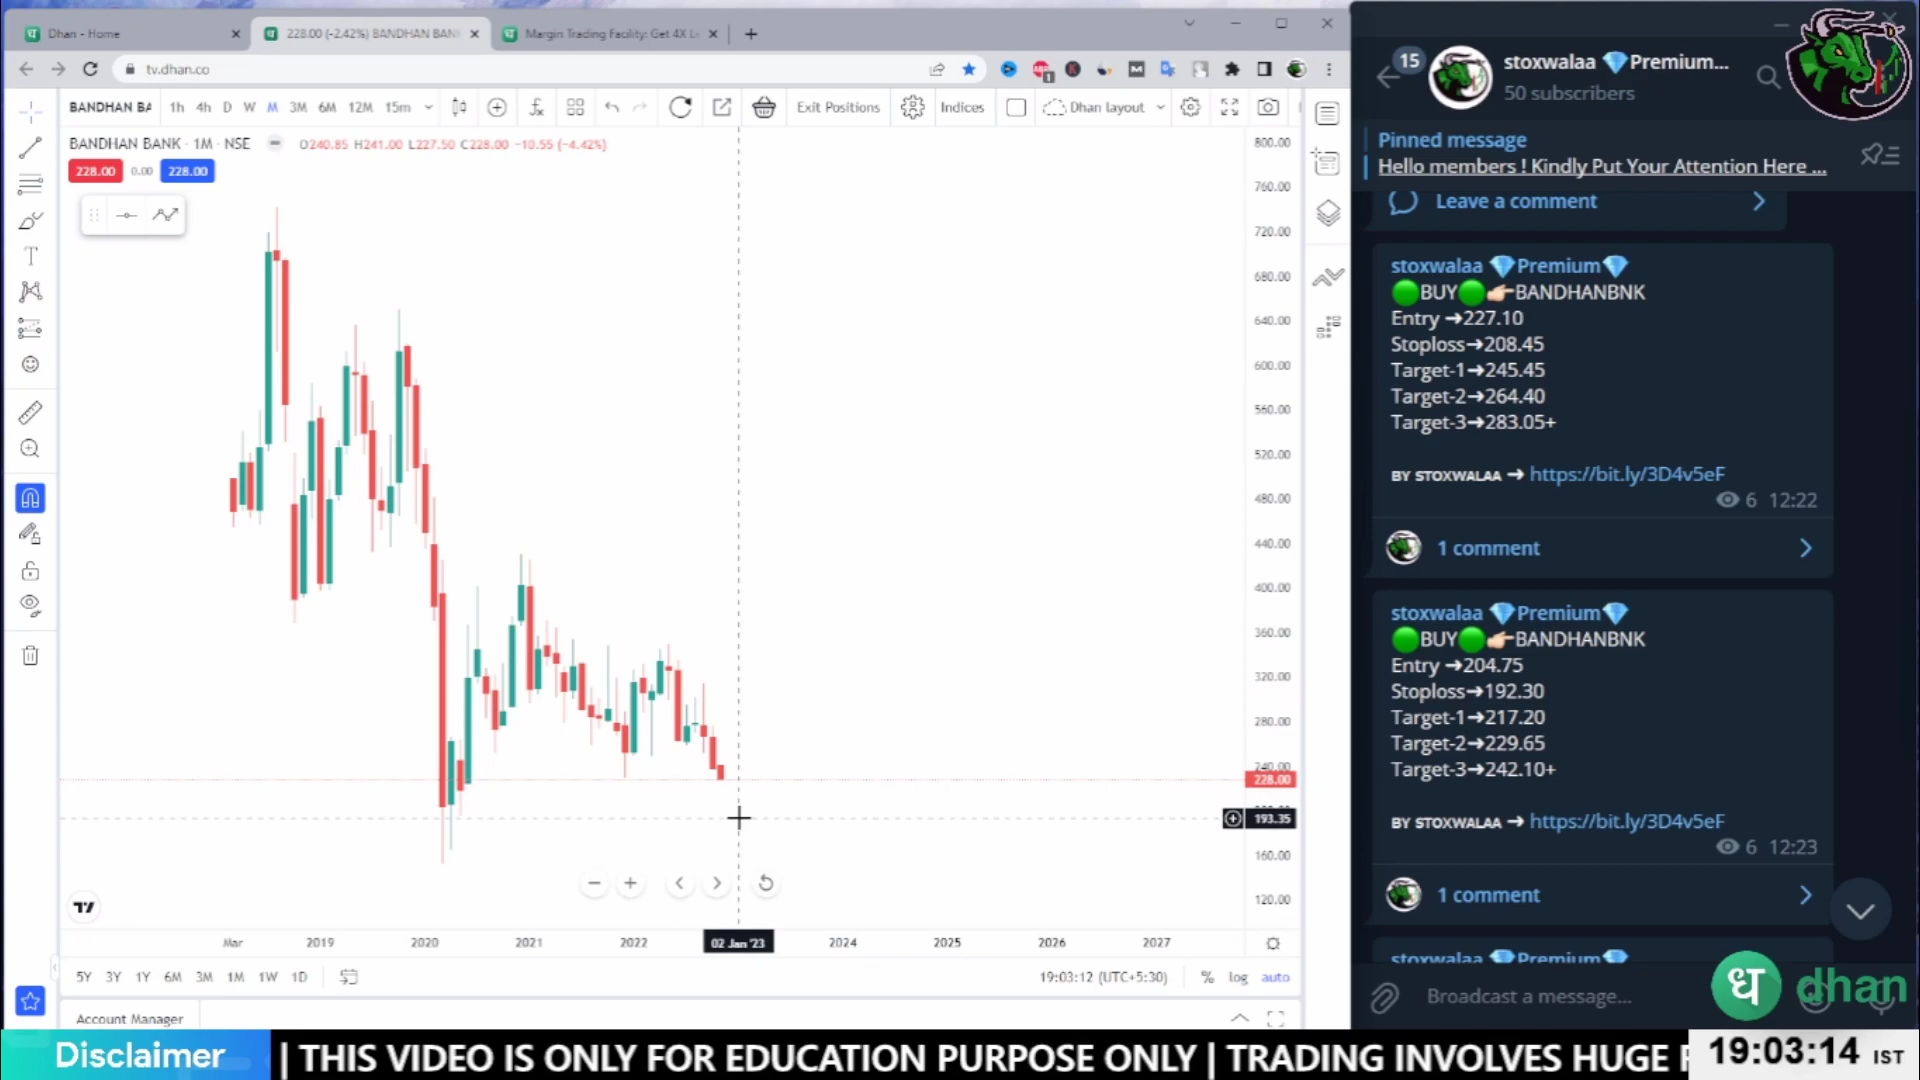 Dhan - Home
228.00 (-2.42%) BANDHAN BAN
Margin Trading Facility: Get 4X L
tv.dhan.co
BANDHAN BA 1h 4h D W M 3M 6M 12M 15m
Exit Positions
Indices
Dhan layout
BANDHAN BANK · 1M · NSE
O240.85 H241.00 L227.50 C228.00 -10.55 (-4.42%)
228.00 0.00 228.00
800.00
760.00
720.00
680.00
640.00
600.00
560.00
520.00
480.00
440.00
400.00
360.00
320.00
280.00
240.00
228.00
193.35
160.00
120.00
Mar 2019 2020 2021 2022 02 Jan '23 2024 2025 2026 2027
5Y 3Y 1Y 6M 3M 1M 1W 1D
19:03:12 (UTC+5:30) % log auto
Account Manager
15
stoxwalaa 💎Premium...
50 subscribers
Pinned message
Hello members ! Kindly Put Your Attention Here ...
Leave a comment
stoxwalaa 💎Premium💎
🟢BUY🟢👉🏻BANDHANBNK
Entry ➜227.10
Stoploss➜208.45
Target-1➜245.45
Target-2➜264.40
Target-3➜283.05+
BY STOXWALAA ➜ https://bit.ly/3D4v5eF
6 12:22
1 comment
stoxwalaa 💎Premium💎
🟢BUY🟢👉🏻BANDHANBNK
Entry ➜204.75
Stoploss➜192.30
Target-1➜217.20
Target-2➜229.65
Target-3➜242.10+
BY STOXWALAA ➜ https://bit.ly/3D4v5eF
6 12:23
1 comment
stoxwalaa 💎Premium💎
Broadcast a message...
ध dhan
Disclaimer
| THIS VIDEO IS ONLY FOR EDUCATION PURPOSE ONLY | TRADING INVOLVES HUGE
19:03:14 IST